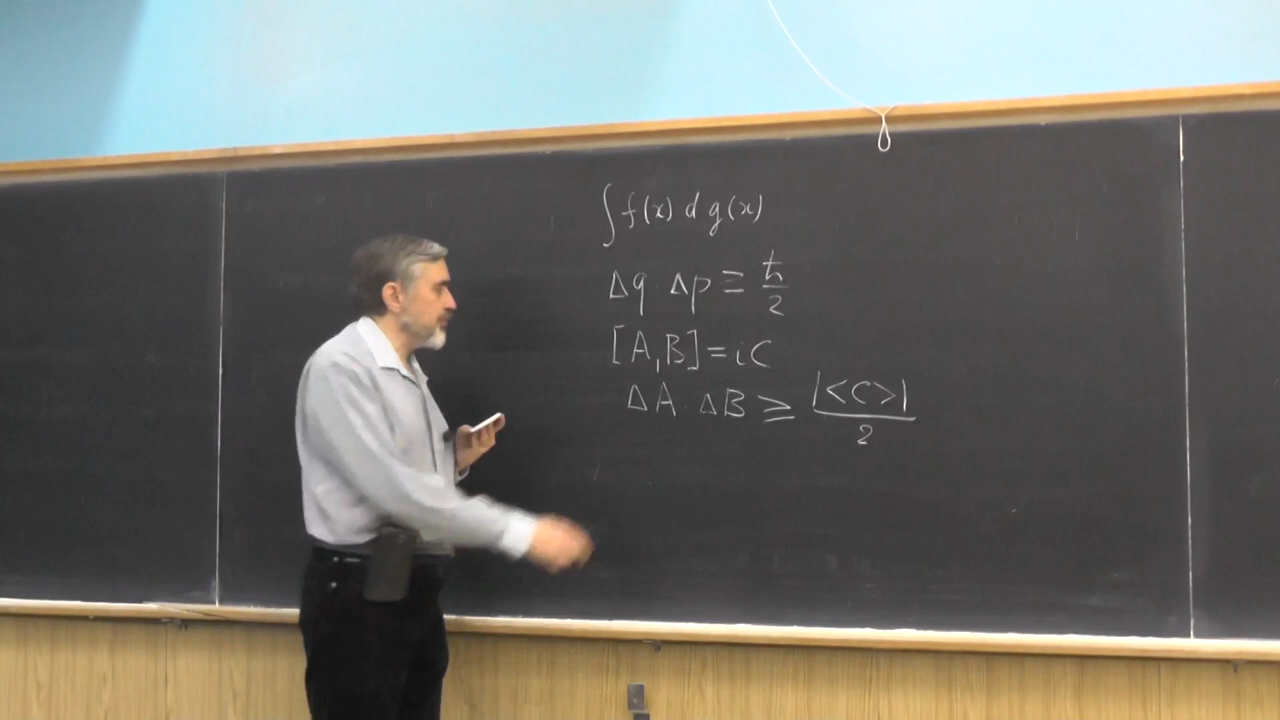 ∫ f(x) d g(x)
Δq · Δp ≥ ħ/2
[A,B] = iC
ΔA · ΔB ≥ |<C>|/2